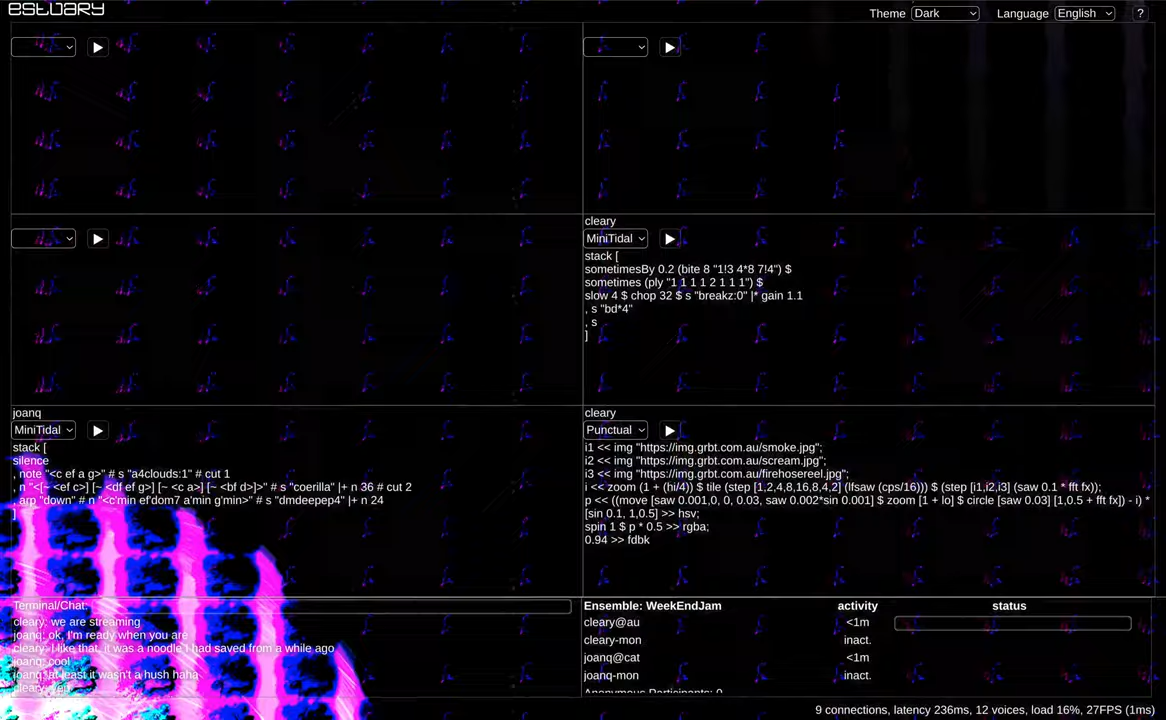 estuary
Theme Dark Language English ?
cleary
MiniTidal
stack [
sometimesBy 0.2 (bite 8 "1!3 4*8 7!4") $
sometimes (ply "1 1 1 1 2 1 1 1") $
slow 4 $ chop 32 $ s "breakz:0" |* gain 1.1
, s "bd*4"
, s
]
joanq
MiniTidal
stack [
silence
, note "<c ef a g>" # s "a4clouds:1" # cut 1
, n "<[~ <ef c>] [~ <df ef g>] [~ <c a>] [~ <bf d>]>" # s "coerilla" |+ n 36 # cut 2
, arp "down" # n "<c'min ef'dom7 a'min g'min>" # s "dmdeepep4" |+ n 24
]
cleary
Punctual
i1 << img "https://img.grbt.com.au/smoke.jpg";
i2 << img "https://img.grbt.com.au/scream.jpg";
i3 << img "https://img.grbt.com.au/firehosereel.jpg";
i << zoom (1 + (hi/4)) $ tile (step [1,2,4,8,16,8,4,2] (lfsaw (cps/16))) $ (step [i1,i2,i3] (saw 0.1 * fft fx));
p << ((move [saw 0.001,0, 0, 0.03, saw 0.002*sin 0.001] $ zoom [1 + lo] $ circle [saw 0.03] [1,0.5 + fft fx]) - i) *
[sin 0.1, 1,0.5] >> hsv;
spin 1 $ p * 0.5 >> rgba;
0.94 >> fdbk
Terminal/Chat:
cleary: we are streaming
joanq: ok, I'm ready when you are
cleary: I like that, it was a noodle I had saved from a while ago
joanq: cool
joanq: at least it wasn't a hush haha
cleary:
Ensemble: WeekEndJam activity status
cleary@au <1m
cleary-mon inact.
joanq@cat <1m
joanq-mon inact.
Anonymous Participants: 0
9 connections, latency 236ms, 12 voices, load 16%, 27FPS (1ms)